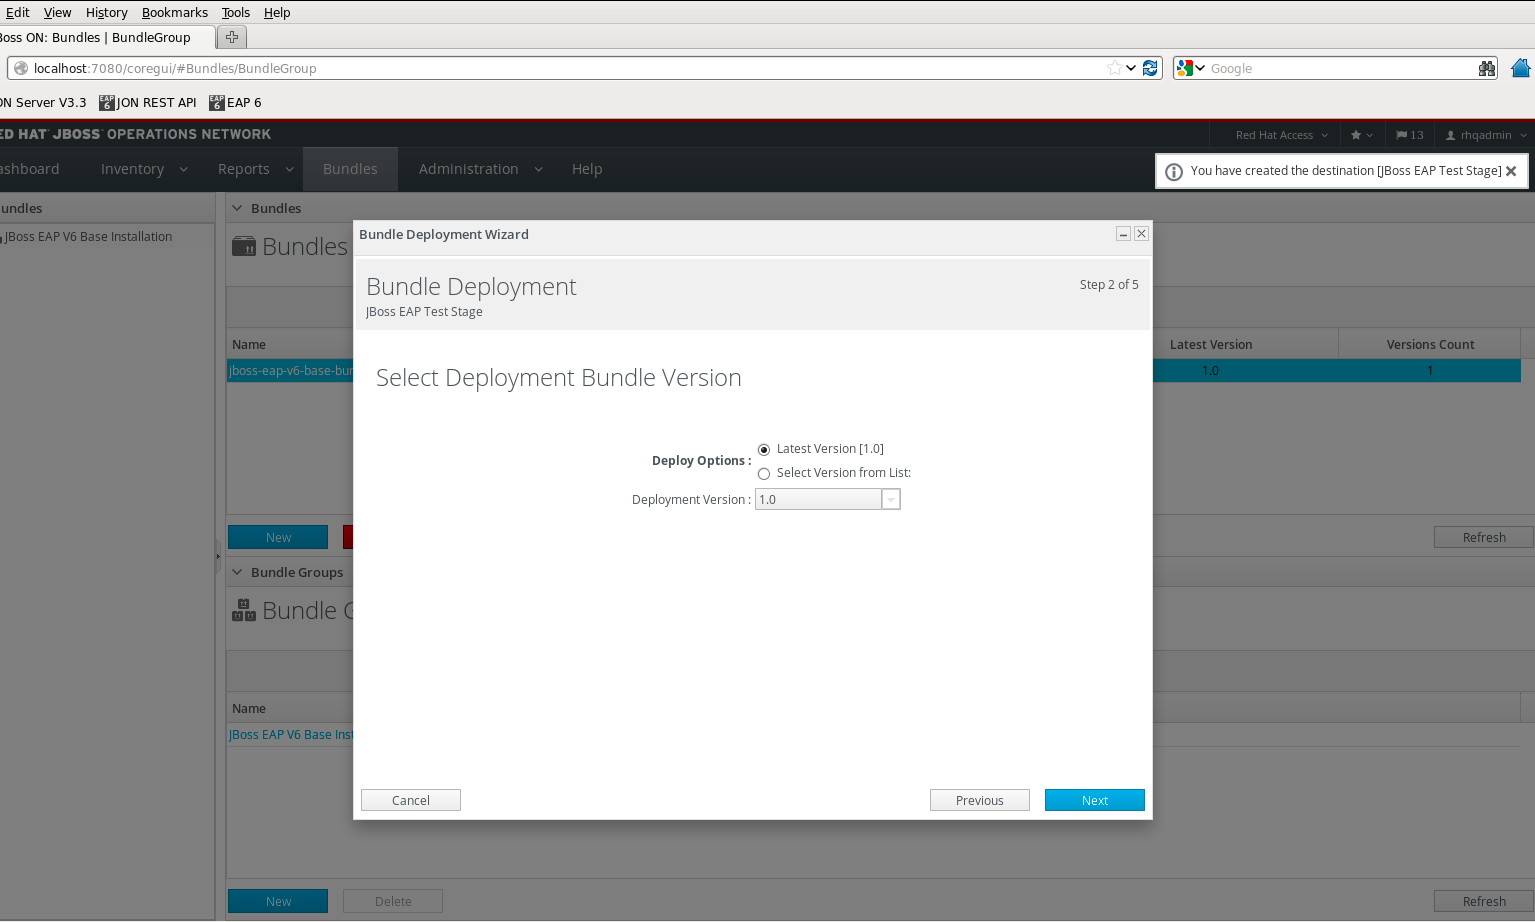 Edit View History Bookmarks Tools Help
Boss ON: Bundles | BundleGroup
localhost:7080/coregui/#Bundles/BundleGroup
Google
ON Server V3.3 EAP 6 JON REST API EAP 6 EAP 6
ED HAT JBOSS OPERATIONS NETWORK
Red Hat Access 13 rhqadmin
ashboard Inventory Reports Bundles Administration Help
You have created the destination [JBoss EAP Test Stage]
undles
Bundles
JBoss EAP V6 Base Installation
Bundles
Bundle Deployment Wizard
Bundle Deployment
Step 2 of 5
JBoss EAP Test Stage
Name Latest Version Versions Count
jboss-eap-v6-base-bun 1.0 1
Select Deployment Bundle Version
Deploy Options :
Latest Version [1.0]
Select Version from List:
Deployment Version : 1.0
New Refresh
Bundle Groups
Bundle G
Name
JBoss EAP V6 Base Inst
Cancel Previous Next
New Delete Refresh